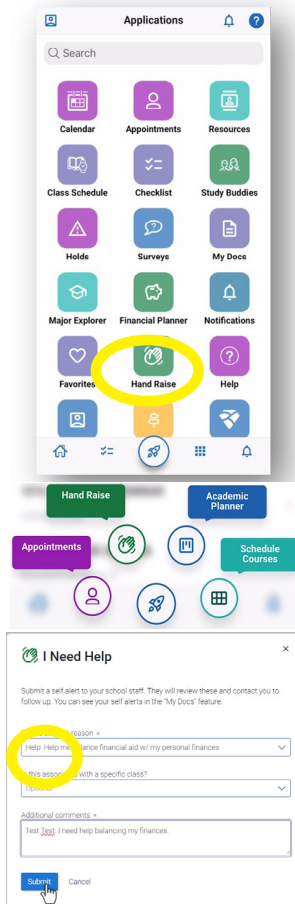 Applications
Search
Calendar Appointments Resources
Class Schedule Checklist Study Buddies
Holds Surveys My Docs
Major Explorer Financial Planner Notifications
Favorites Hand Raise Help
Hand Raise
Academic
Planner
Appointments
Schedule
Courses
I Need Help
Submit a self alert to your school staff. They will review these and contact you to
follow up. You can see your self alerts in the "My Docs" feature.
reason *
Help: Help me balance financial aid w/ my personal finances
this associated with a specific class?
Optional
Additional comments *
Test Test: I need help balancing my finances.
Submit Cancel